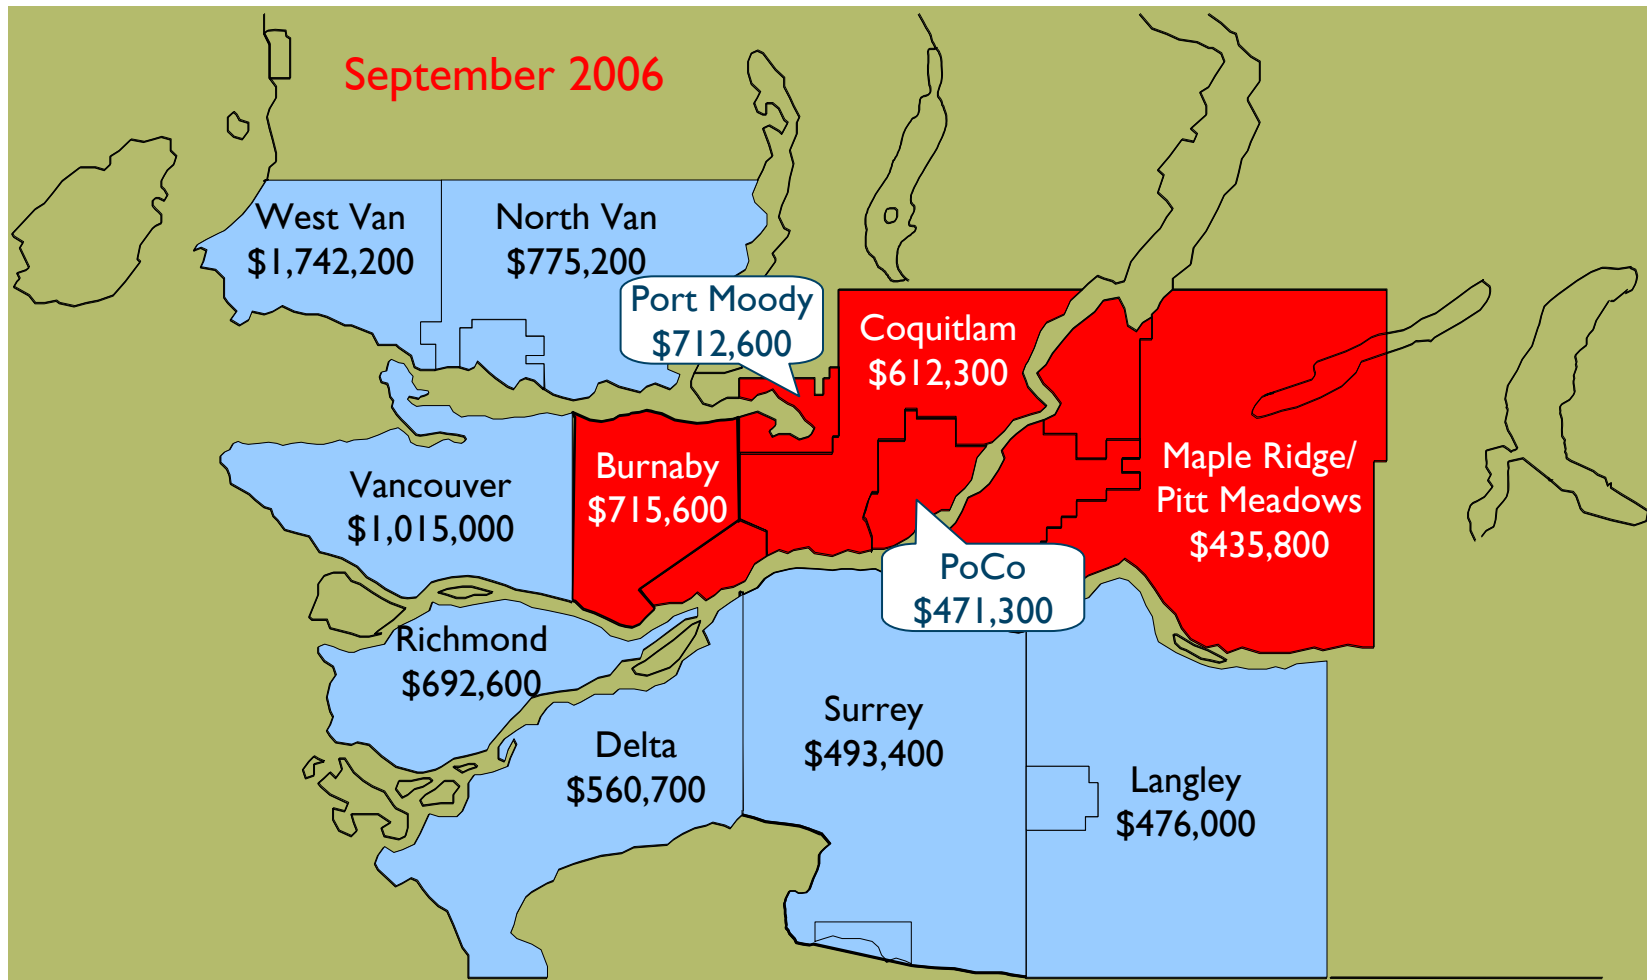 September 2006
West Van
$1,742,200
North Van
$775,200
Port Moody
$712,600
Coquitlam
$612,300
Vancouver
$1,015,000
Burnaby
$715,600
Maple Ridge/
Pitt Meadows
$435,800
PoCo
$471,300
Richmond
$692,600
Delta
$560,700
Surrey
$493,400
Langley
$476,000